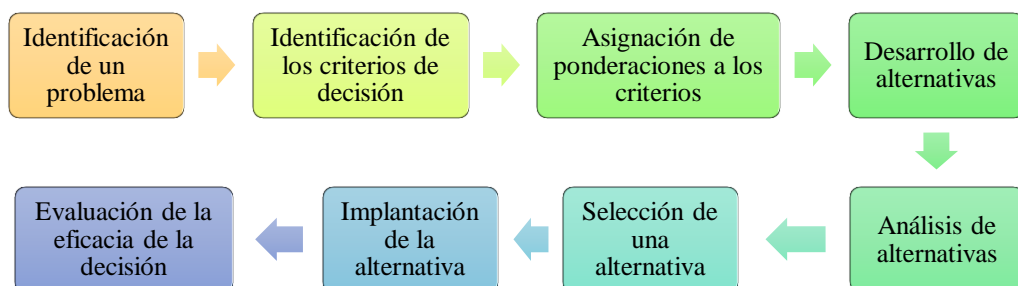 Identificación
de un
problema
Identificación de
los criterios de
decisión
Asignación de
ponderaciones a los
criterios
Desarrollo de
alternativas
Análisis de
alternativas
Selección de
una
alternativa
Implantación
de la
alternativa
Evaluación de la
eficacia de la
decisión